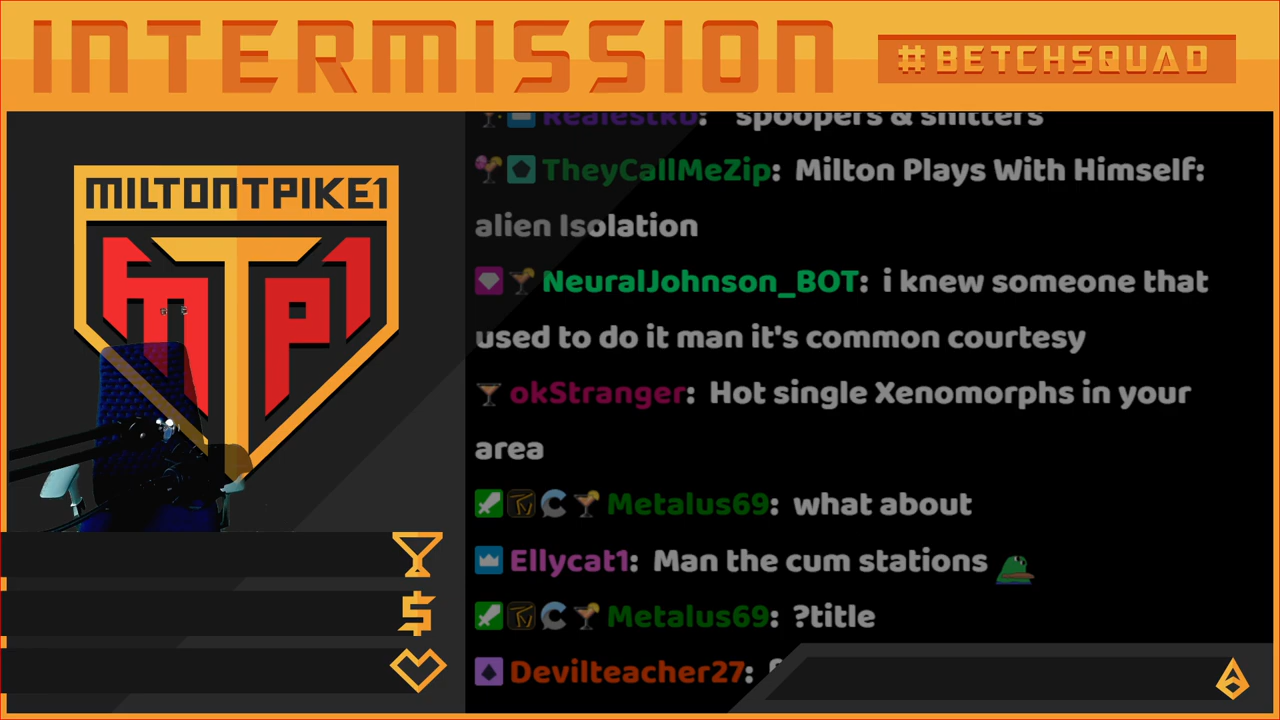 INTERMISSION
#BETCHSQUAD
MILTONTPIKE1
MTP1
spoopers & shitters
TheyCallMeZip: Milton Plays With Himself:
alien Isolation
NeuralJohnson_BOT: i knew someone that
used to do it man it's common courtesy
okStranger: Hot single Xenomorphs in your
area
Metalus69: what about
Ellycat1: Man the cum stations
Metalus69: ?title
Devilteacher27:
$